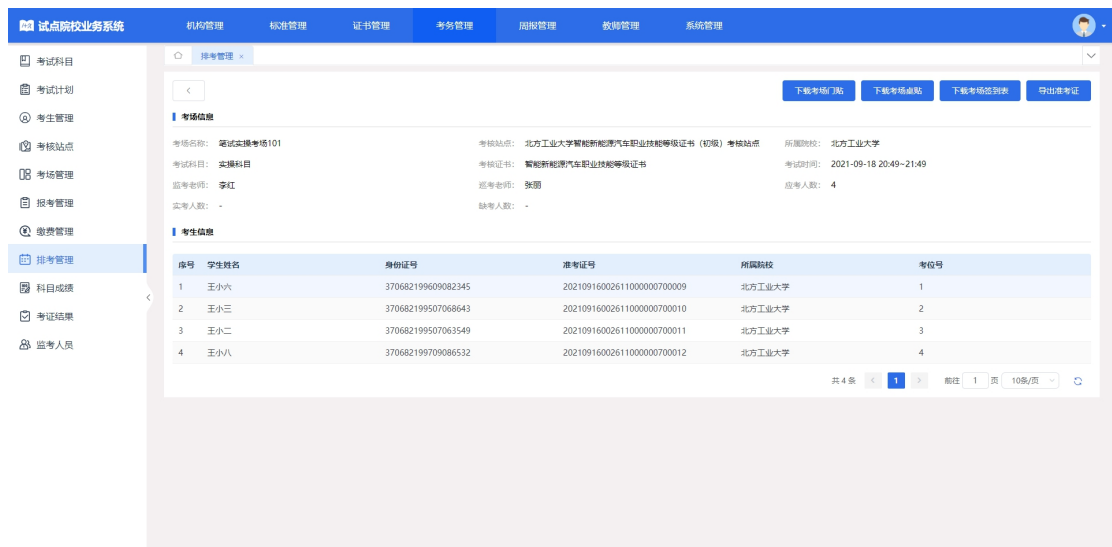 试点院校业务系统 机构管理 标准管理 证书管理 考务管理 周报管理 教师管理 系统管理
考试科目
考试计划
考生管理
考核站点
考场管理
报考管理
缴费管理
排考管理
科目成绩
考证结果
监考人员
排考管理 ×
下载考场门贴 下载考场桌贴 下载考场签到表 导出准考证
考场信息
考场名称: 笔试实操考场101 考核站点: 北方工业大学智能新能源汽车职业技能等级证书（初级）考核站点 所属院校: 北方工业大学
考试科目: 实操科目 考核证书: 智能新能源汽车职业技能等级证书 考试时间: 2021-09-18 20:49~21:49
监考老师: 李红 巡考老师: 张丽 应考人数: 4
实考人数: - 缺考人数: -
考生信息
序号 学生姓名 身份证号 准考证号 所属院校 考位号
1 王小六 370682199609082345 20210916002611000000700009 北方工业大学 1
2 王小三 370682199507068643 20210916002611000000700010 北方工业大学 2
3 王小二 370682199507063549 20210916002611000000700011 北方工业大学 3
4 王小八 370682199709086532 20210916002611000000700012 北方工业大学 4
共 4 条 < 1 > 前往 1 页 10条/页